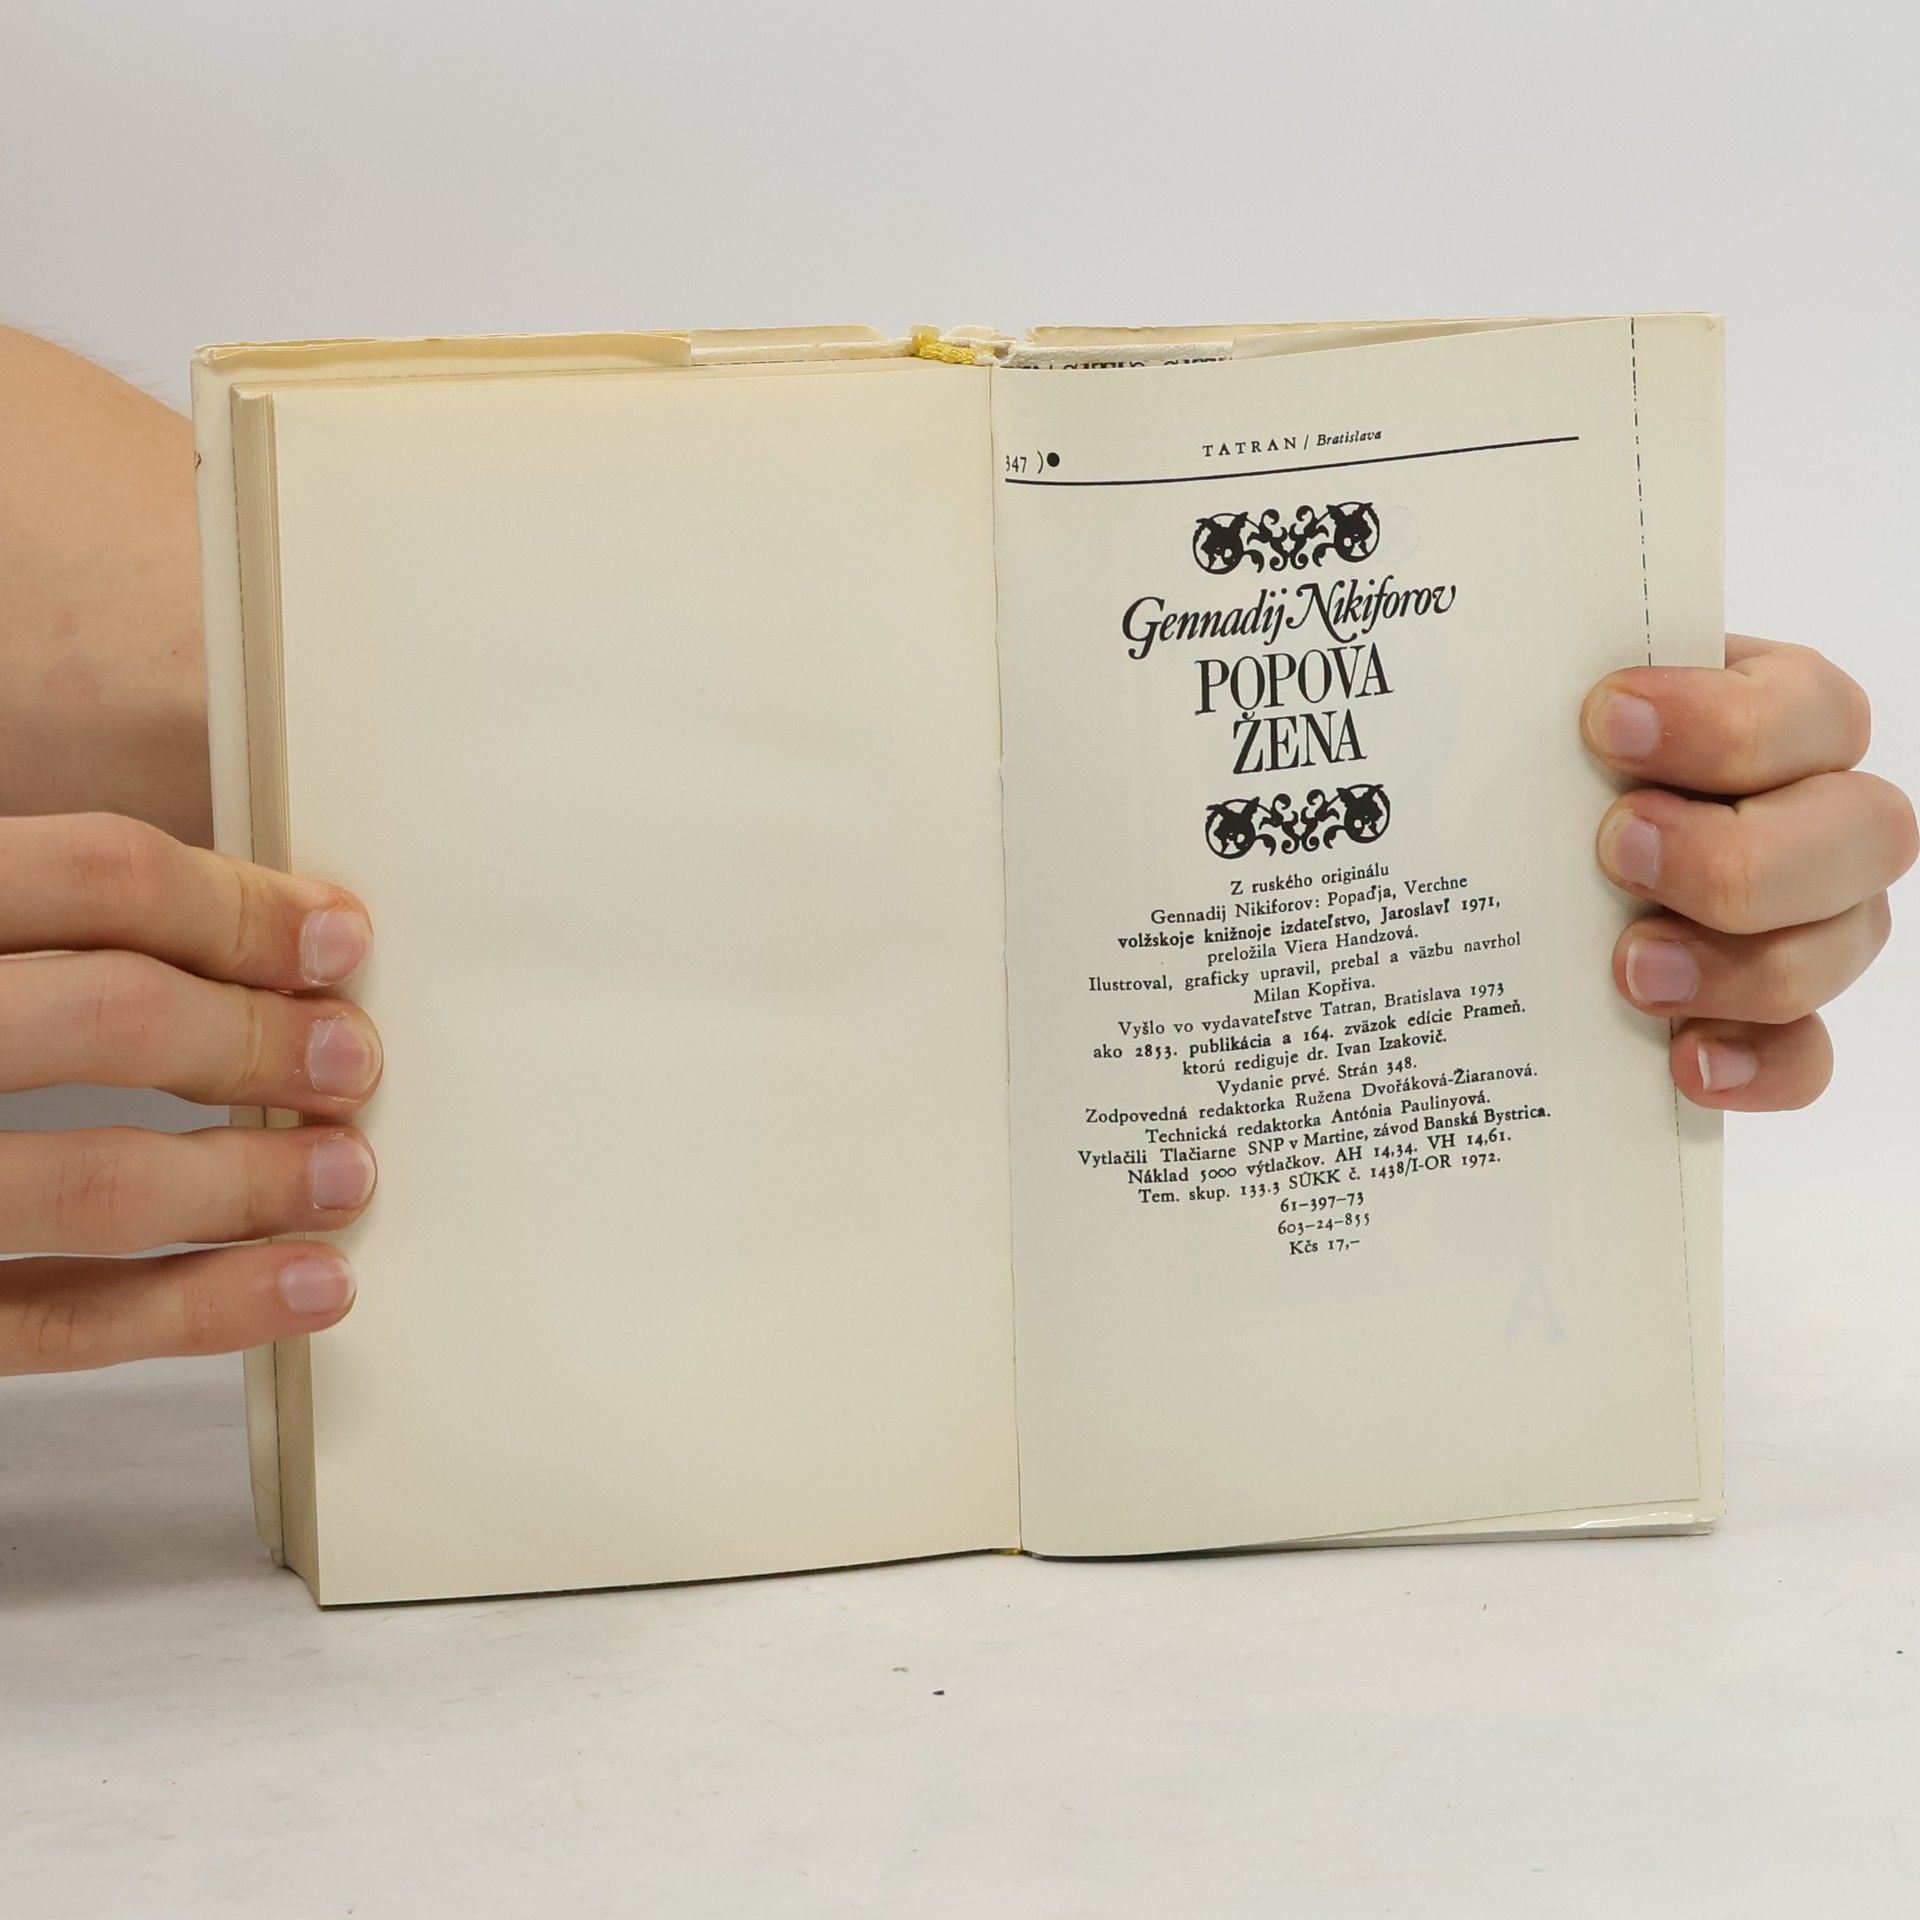 TATRAN / Bratislava
347 )●
Gennadij Nikiforov
POPOVA
ŽENA
Z ruského originálu
Gennadij Nikiforov: Popaďja, Verchne
volžskoje knižnoje izdateľstvo, Jaroslavľ 1971,
preložila Viera Handzová.
Ilustroval, graficky upravil, prebal a väzbu navrhol
Milan Kopřiva.
Vyšlo vo vydavateľstve Tatran, Bratislava 1973
ako 2853. publikácia a 164. zväzok edície Prameň.
ktorú rediguje dr. Ivan Izakovič.
Vydanie prvé. Strán 348.
Zodpovedná redaktorka Ružena Dvořáková-Žiaranová.
Technická redaktorka Antónia Paulinyová.
Vytlačili Tlačiarne SNP v Martine, závod Banská Bystrica.
Náklad 5000 výtlačkov. AH 14,34. VH 14,61.
Tem. skup. 133.3 SÚKK č. 1438/I-OR 1972.
61–397–73
603–24–855
Kčs 17,–